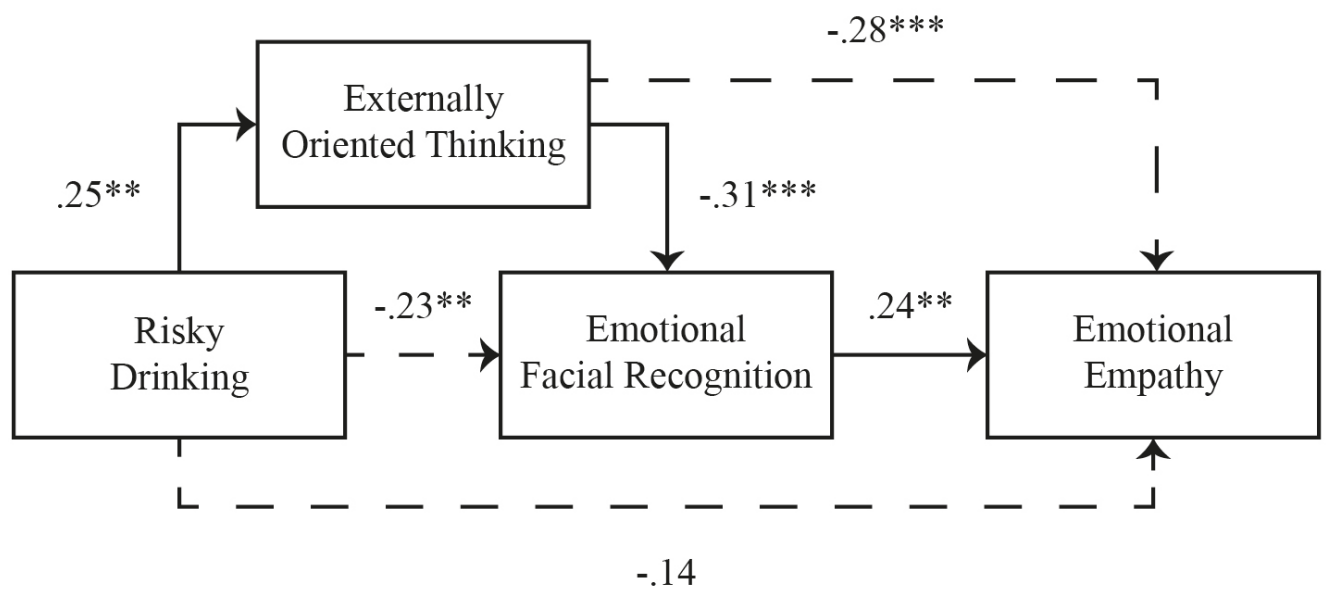 -.28***
Externally
Oriented Thinking
.25**
-.31***
Risky
Drinking
-.23**
Emotional
Facial Recognition
.24**
Emotional
Empathy
-.14